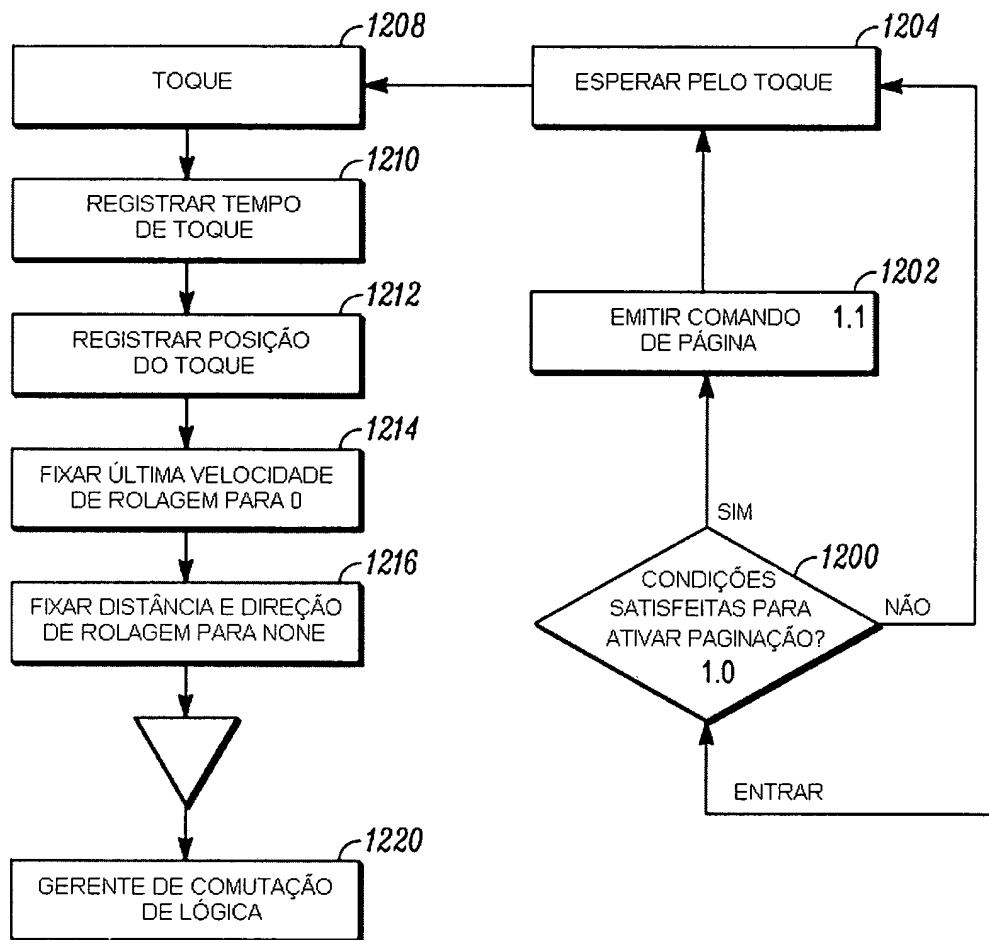 1208
TOQUE
1210
REGISTRAR TEMPO
DE TOQUE
1212
REGISTRAR POSIÇÃO
DO TOQUE
1214
FIXAR ÚLTIMA VELOCIDADE
DE ROLAGEM PARA 0
1216
FIXAR DISTÂNCIA E DIREÇÃO
DE ROLAGEM PARA NONE
1220
GERENTE DE COMUTAÇÃO
DE LÓGICA
1204
ESPERAR PELO TOQUE
1202
EMITIR COMANDO 1.1
DE PÁGINA
SIM
1200
CONDIÇÕES
SATISFEITAS PARA
ATIVAR PAGINAÇÃO?
1.0
NÃO
ENTRAR